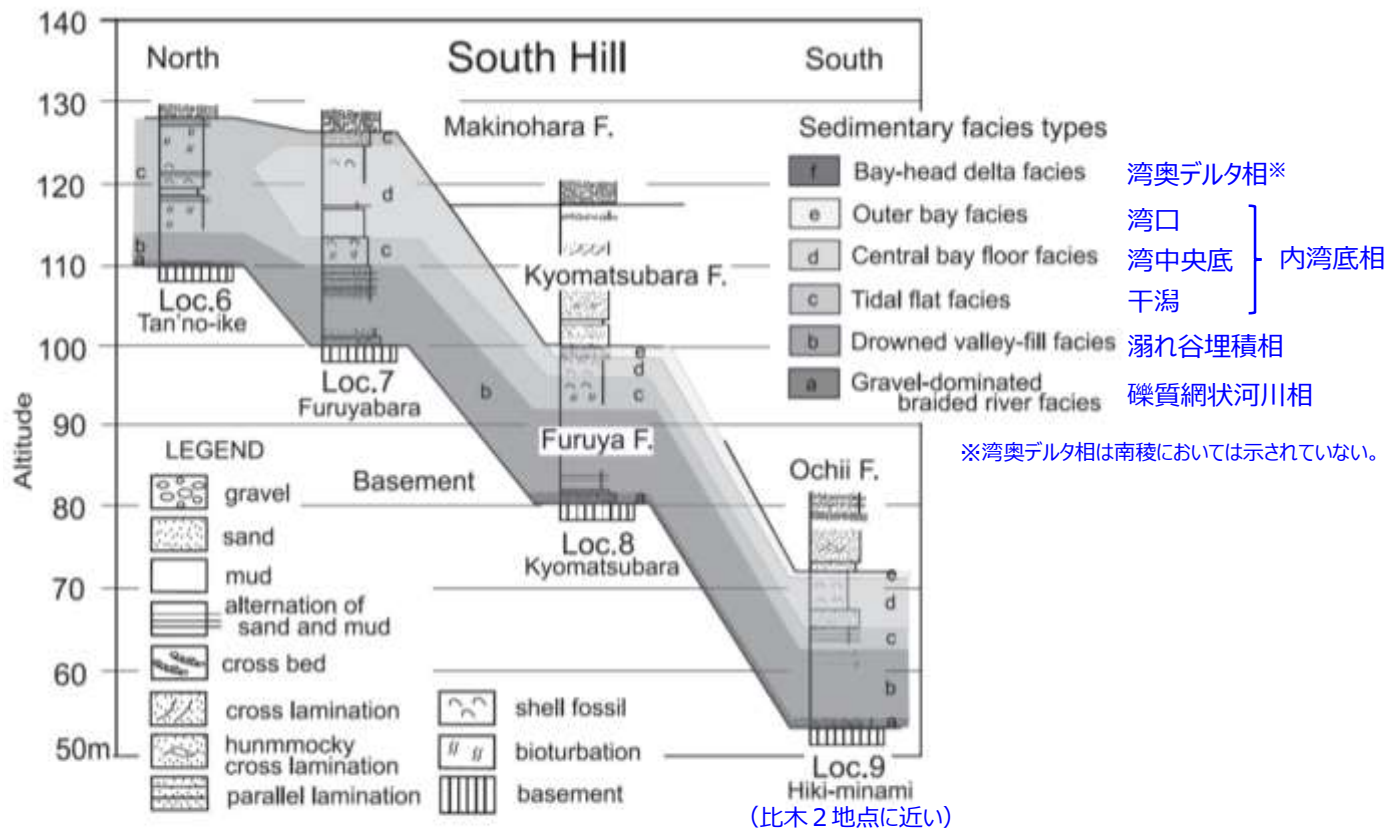 140
North
South Hill
South
130
Makinohara F.
Sedimentary facies types
c
f Bay-head delta facies 湾奥デルタ相※
120
c
d
e Outer bay facies 湾口
Kyomatsubara F.
d Central bay floor facies 湾中央底 内湾底相
b
a
c
110
c Tidal flat facies 干潟
Loc.6
Tan'no-ike
b Drowned valley-fill facies 溺れ谷埋積相
100
e
d
c
Loc.7
Furuyabara
b
a Gravel-dominated
braided river facies 礫質網状河川相
90
Altitude
LEGEND
Furuya F.
※湾奥デルタ相は南稜においては示されていない。
Basement
Ochii F.
gravel
a
80
sand
Loc.8
Kyomatsubara
mud
70
e
d
alternation of
sand and mud
c
cross bed
60
b
cross lamination
shell fossil
a
hunmmocky
cross lamination
bioturbation
50m
parallel lamination
basement
Loc.9
Hiki-minami
（比木２地点に近い）